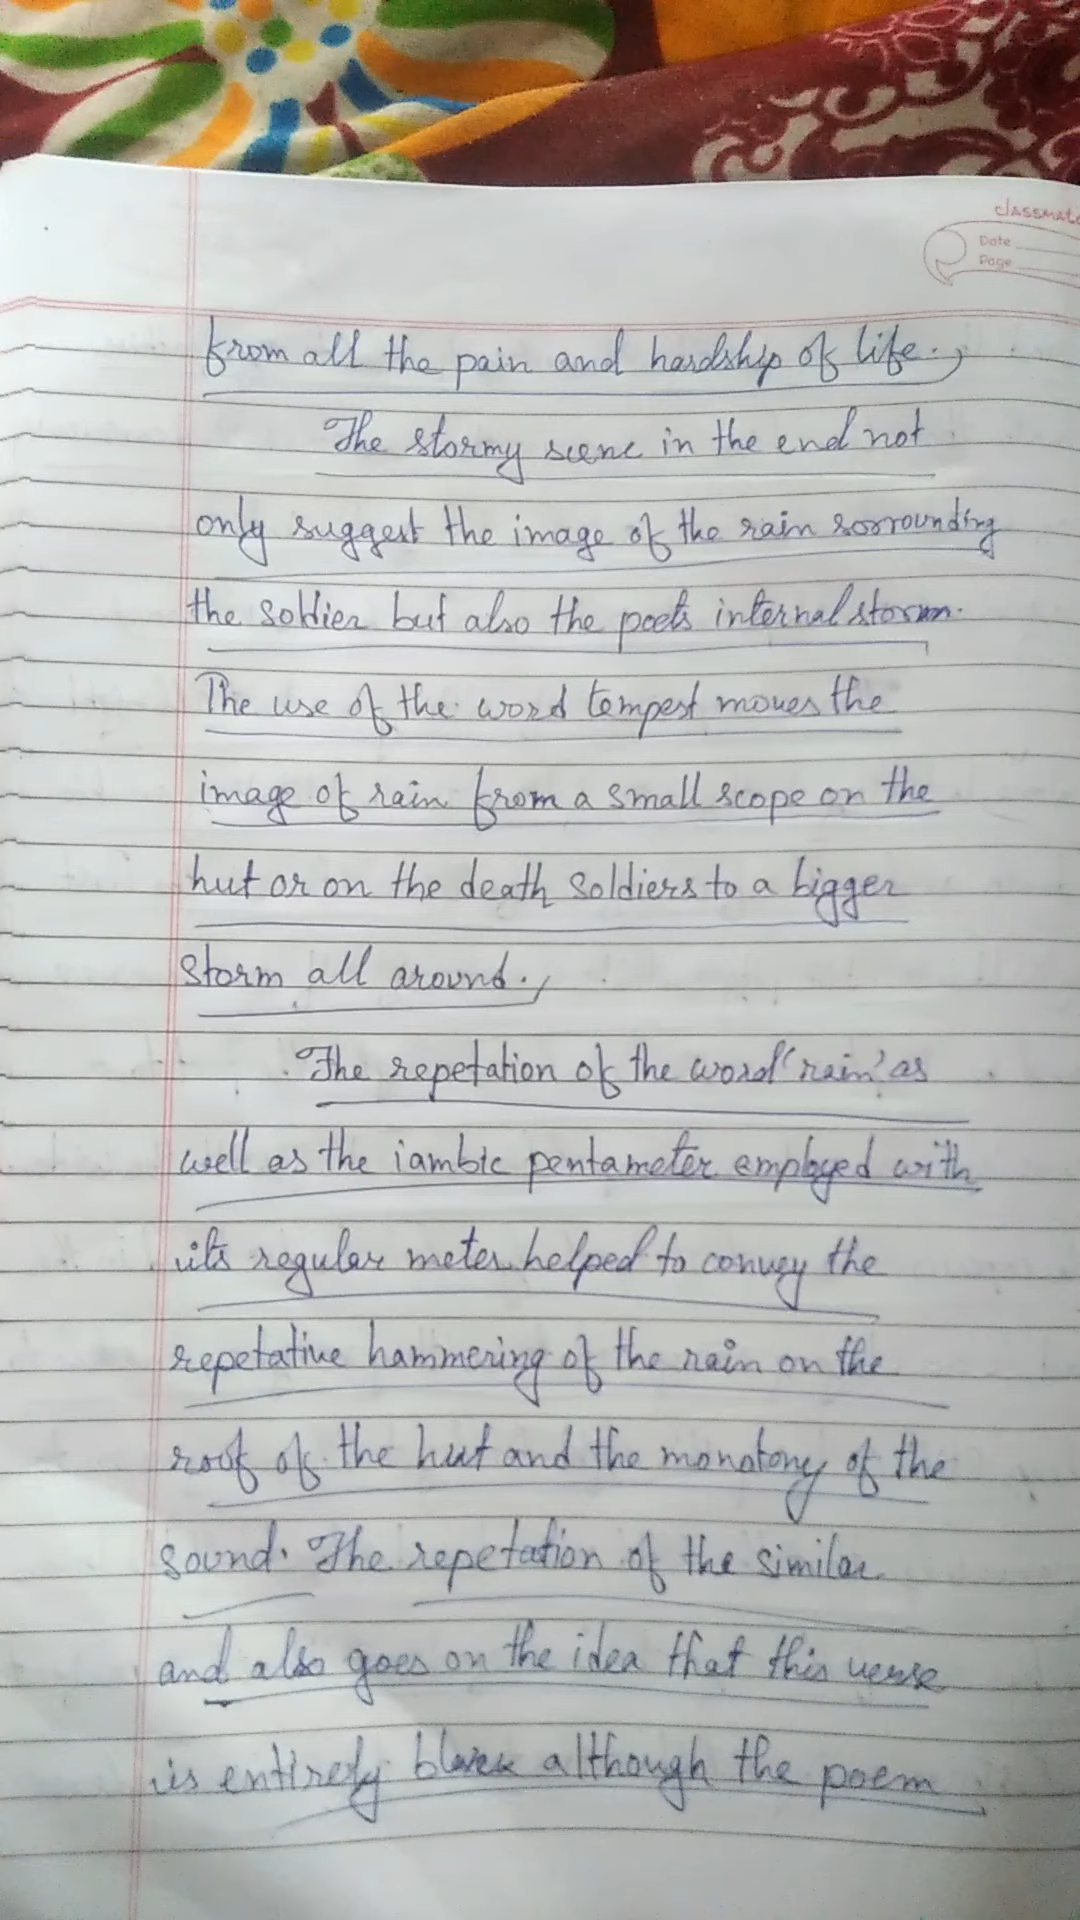 classmate
Date
Page
from all the pain and hardship of life.
The stormy scene in the end not
only suggest the image of the rain sorrounding
the soldier but also the poets internal storm.
The use of the word tempest moves the
image of rain from a small scope on the
hut or on the death soldiers to a bigger
storm all around.
The repetation of the word 'rain' as
well as the iambic pentameter employed with
its regular meter helped to convey the
repetative hammering of the rain on the
roof of the hut and the monotony of the
sound. The repetation of the similar
and also goes on the idea that this verse
is entirely although the poem